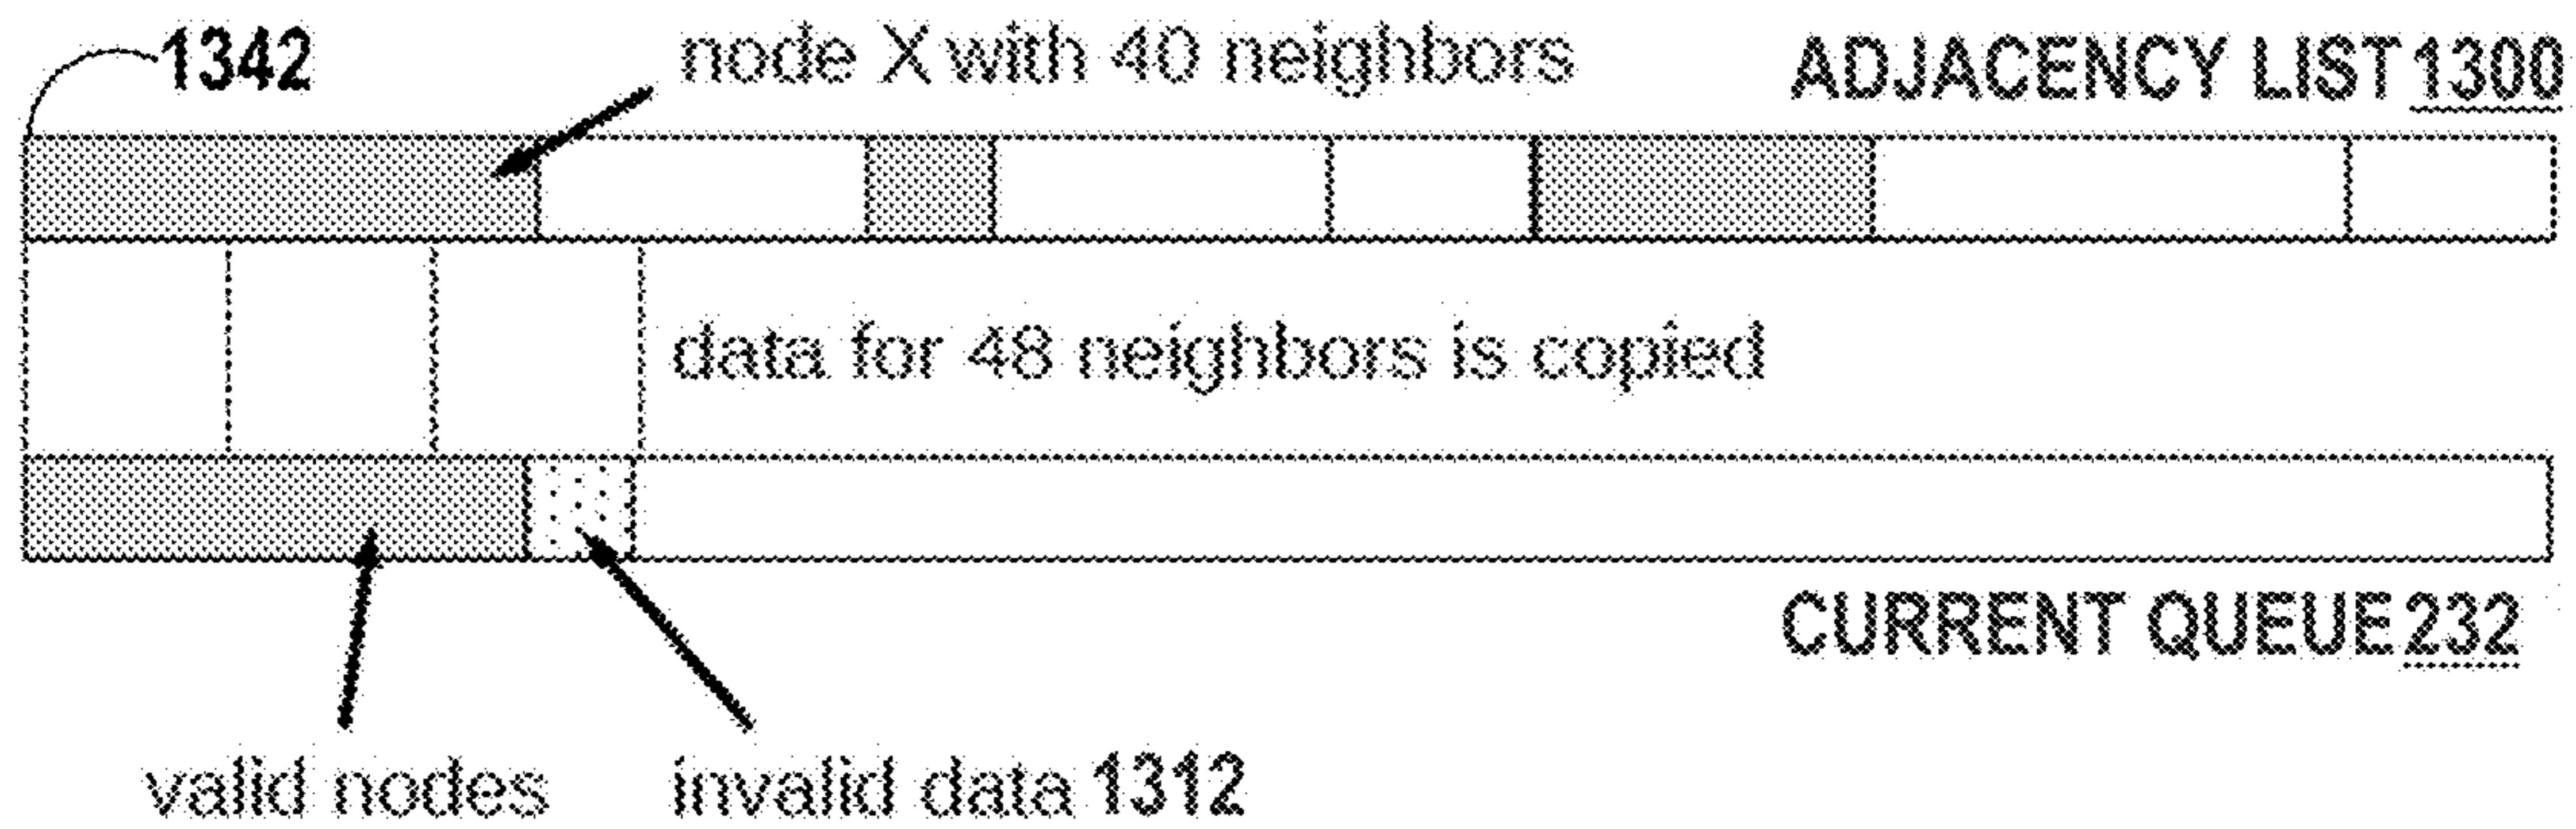 1342
node X with 40 neighbors
ADJACENCY LIST 1300
data for 48 neighbors is copied
CURRENT QUEUE 232
valid nodes
invalid data 1312